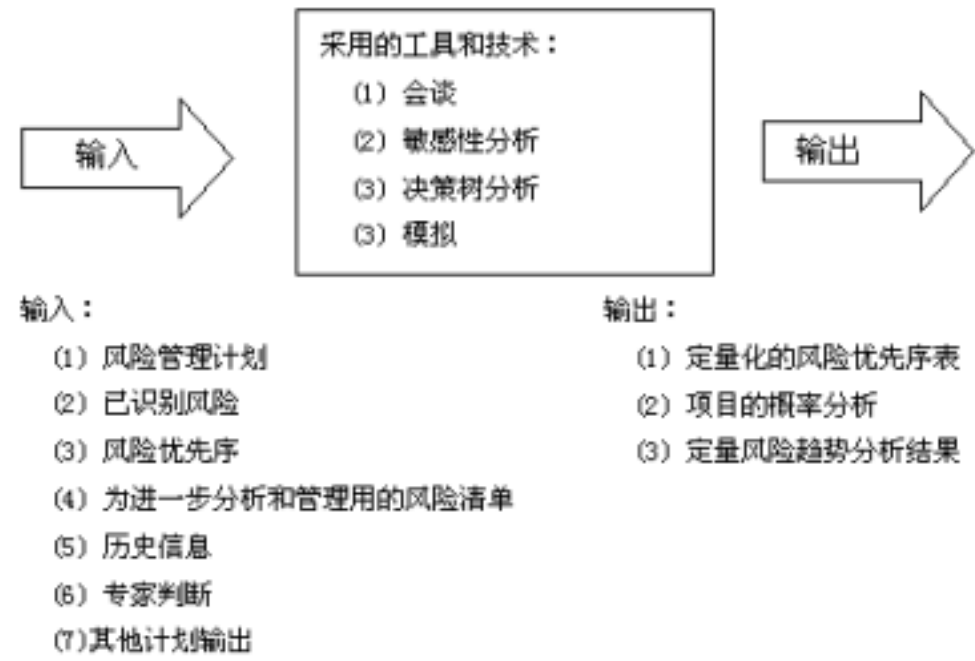 输入
采用的工具和技术：
(1) 会谈
(2) 敏感性分析
(3) 决策树分析
(3) 模拟
输出
输入：
(1) 风险管理计划
(2) 已识别风险
(3) 风险优先序
(4) 为进一步分析和管理用的风险清单
(5) 历史信息
(6) 专家判断
(7)其他计划输出
输出：
(1) 定量化的风险优先序表
(2) 项目的概率分析
(3) 定量风险趋势分析结果